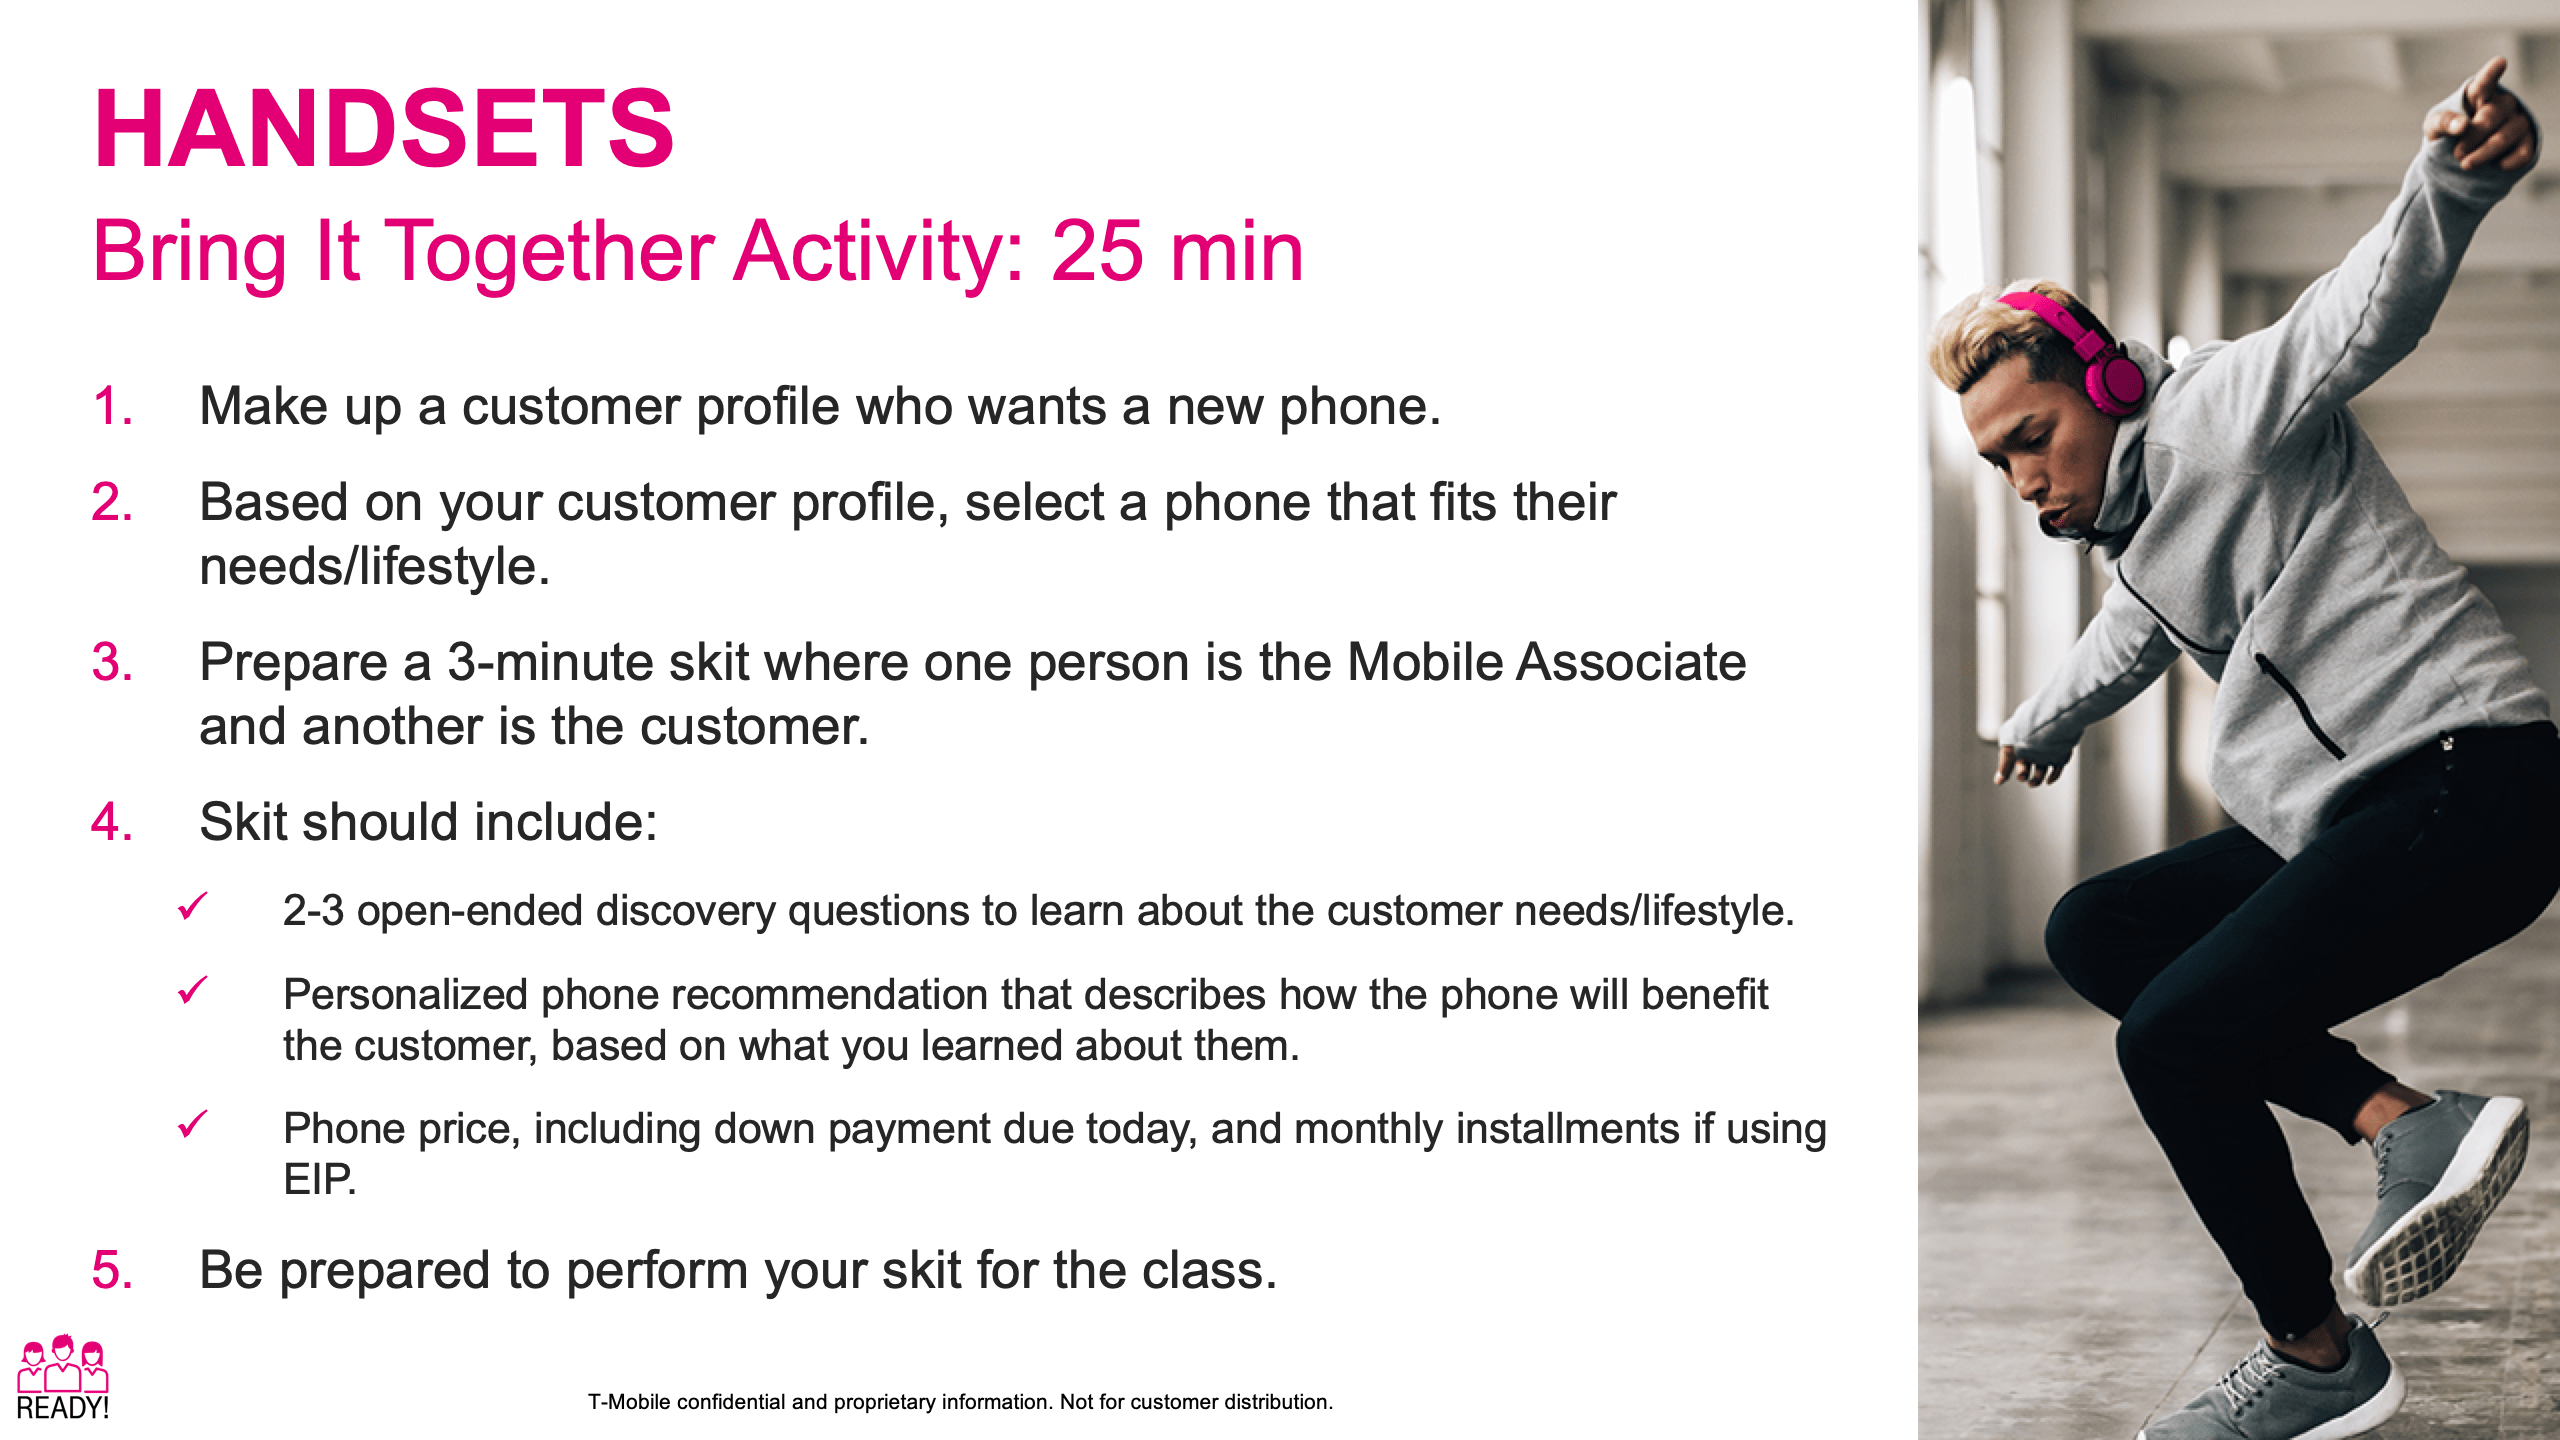 HANDSETS
Bring It Together Activity: 25 min
1. Make up a customer profile who wants a new phone.
2. Based on your customer profile, select a phone that fits their
needs/lifestyle.
3. Prepare a 3-minute skit where one person is the Mobile Associate
and another is the customer.
4. Skit should include:
✓ 2-3 open-ended discovery questions to learn about the customer needs/lifestyle.
✓ Personalized phone recommendation that describes how the phone will benefit
the customer, based on what you learned about them.
✓ Phone price, including down payment due today, and monthly installments if using
EIP.
5. Be prepared to perform your skit for the class.
READY!
T-Mobile confidential and proprietary information. Not for customer distribution.